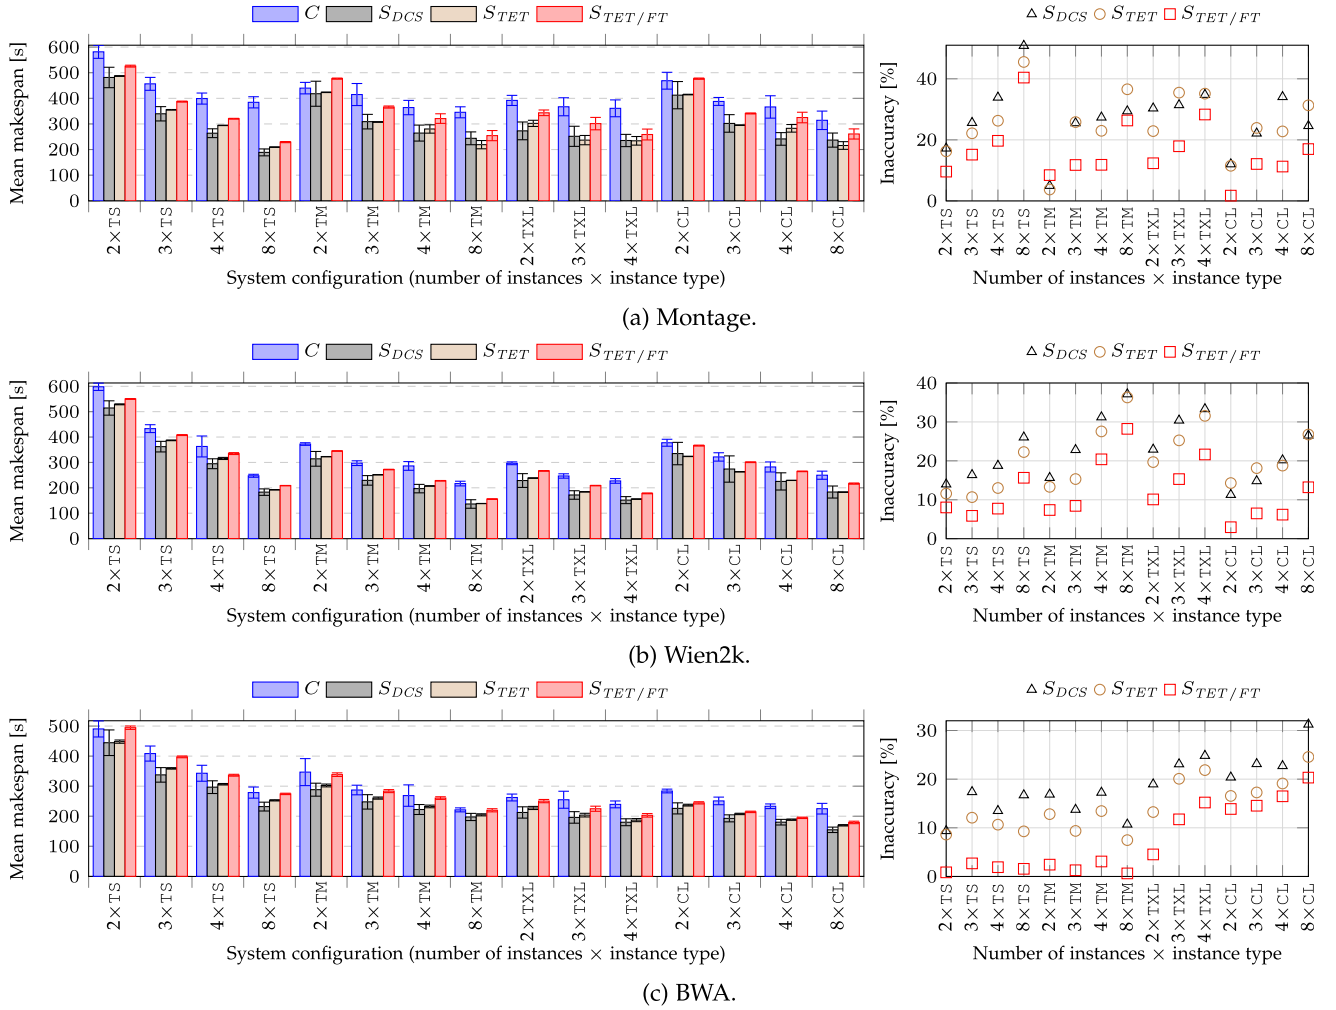 C S_DCS S_TET S_TET/FT
Mean makespan [s]
600
500
400
300
200
100
0
2×TS 3×TS 4×TS 8×TS 2×TM 3×TM 4×TM 8×TM 2×TXL 3×TXL 4×TXL 2×CL 3×CL 4×CL 8×CL
System configuration (number of instances × instance type)
S_DCS S_TET S_TET/FT
Inaccuracy [%]
40
20
0
2×TS 3×TS 4×TS 8×TS 2×TM 3×TM 4×TM 8×TM 2×TXL 3×TXL 4×TXL 2×CL 3×CL 4×CL 8×CL
Number of instances × instance type
(a) Montage.
C S_DCS S_TET S_TET/FT
Mean makespan [s]
600
500
400
300
200
100
0
2×TS 3×TS 4×TS 8×TS 2×TM 3×TM 4×TM 8×TM 2×TXL 3×TXL 4×TXL 2×CL 3×CL 4×CL 8×CL
System configuration (number of instances × instance type)
S_DCS S_TET S_TET/FT
Inaccuracy [%]
40
30
20
10
0
2×TS 3×TS 4×TS 8×TS 2×TM 3×TM 4×TM 8×TM 2×TXL 3×TXL 4×TXL 2×CL 3×CL 4×CL 8×CL
Number of instances × instance type
(b) Wien2k.
C S_DCS S_TET S_TET/FT
Mean makespan [s]
500
400
300
200
100
0
2×TS 3×TS 4×TS 8×TS 2×TM 3×TM 4×TM 8×TM 2×TXL 3×TXL 4×TXL 2×CL 3×CL 4×CL 8×CL
System configuration (number of instances × instance type)
S_DCS S_TET S_TET/FT
Inaccuracy [%]
30
20
10
0
2×TS 3×TS 4×TS 8×TS 2×TM 3×TM 4×TM 8×TM 2×TXL 3×TXL 4×TXL 2×CL 3×CL 4×CL 8×CL
Number of instances × instance type
(c) BWA.